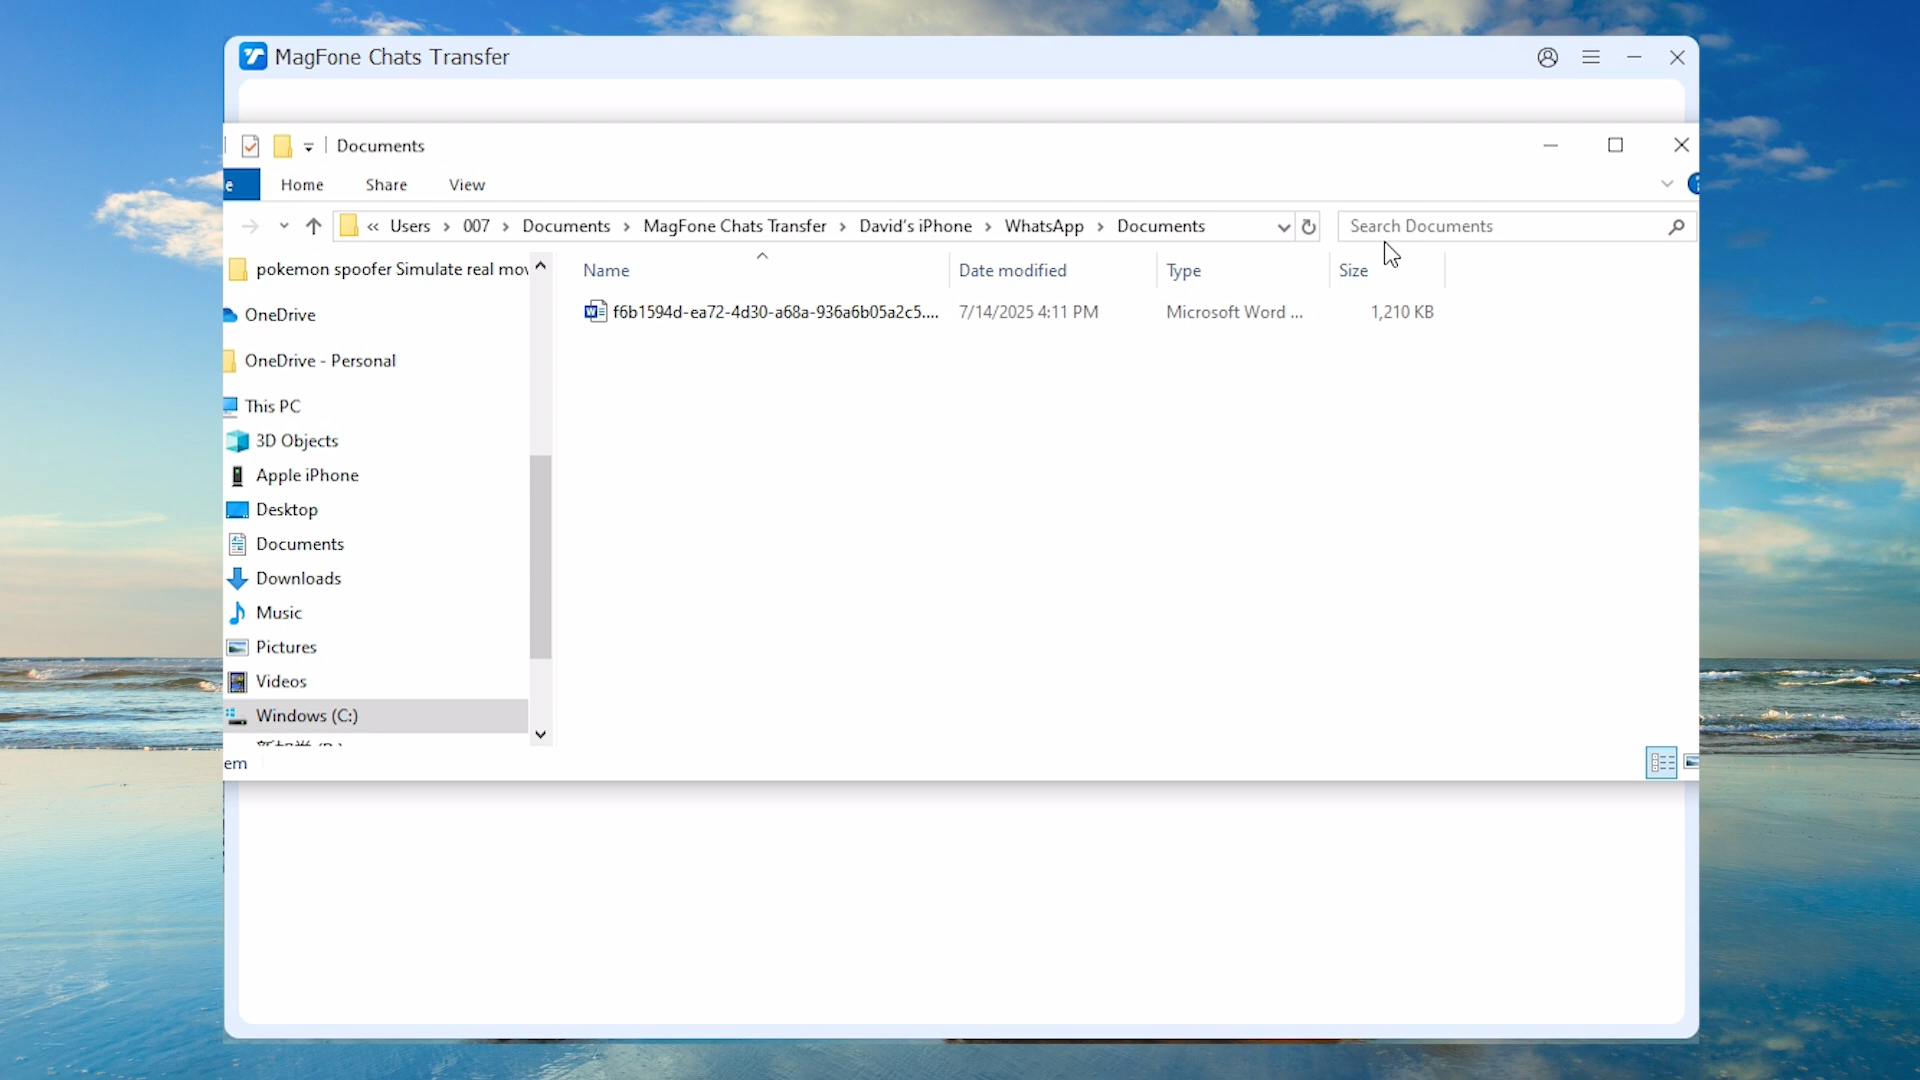 MagFone Chats Transfer
Documents
e Home Share View
« Users › 007 › Documents › MagFone Chats Transfer › David's iPhone › WhatsApp › Documents
Search Documents
pokemon spoofer Simulate real mov
Name Date modified Type Size
f6b1594d-ea72-4d30-a68a-936a6b05a2c5.... 7/14/2025 4:11 PM Microsoft Word ... 1,210 KB
OneDrive
OneDrive - Personal
This PC
3D Objects
Apple iPhone
Desktop
Documents
Downloads
Music
Pictures
Videos
Windows (C:)
em